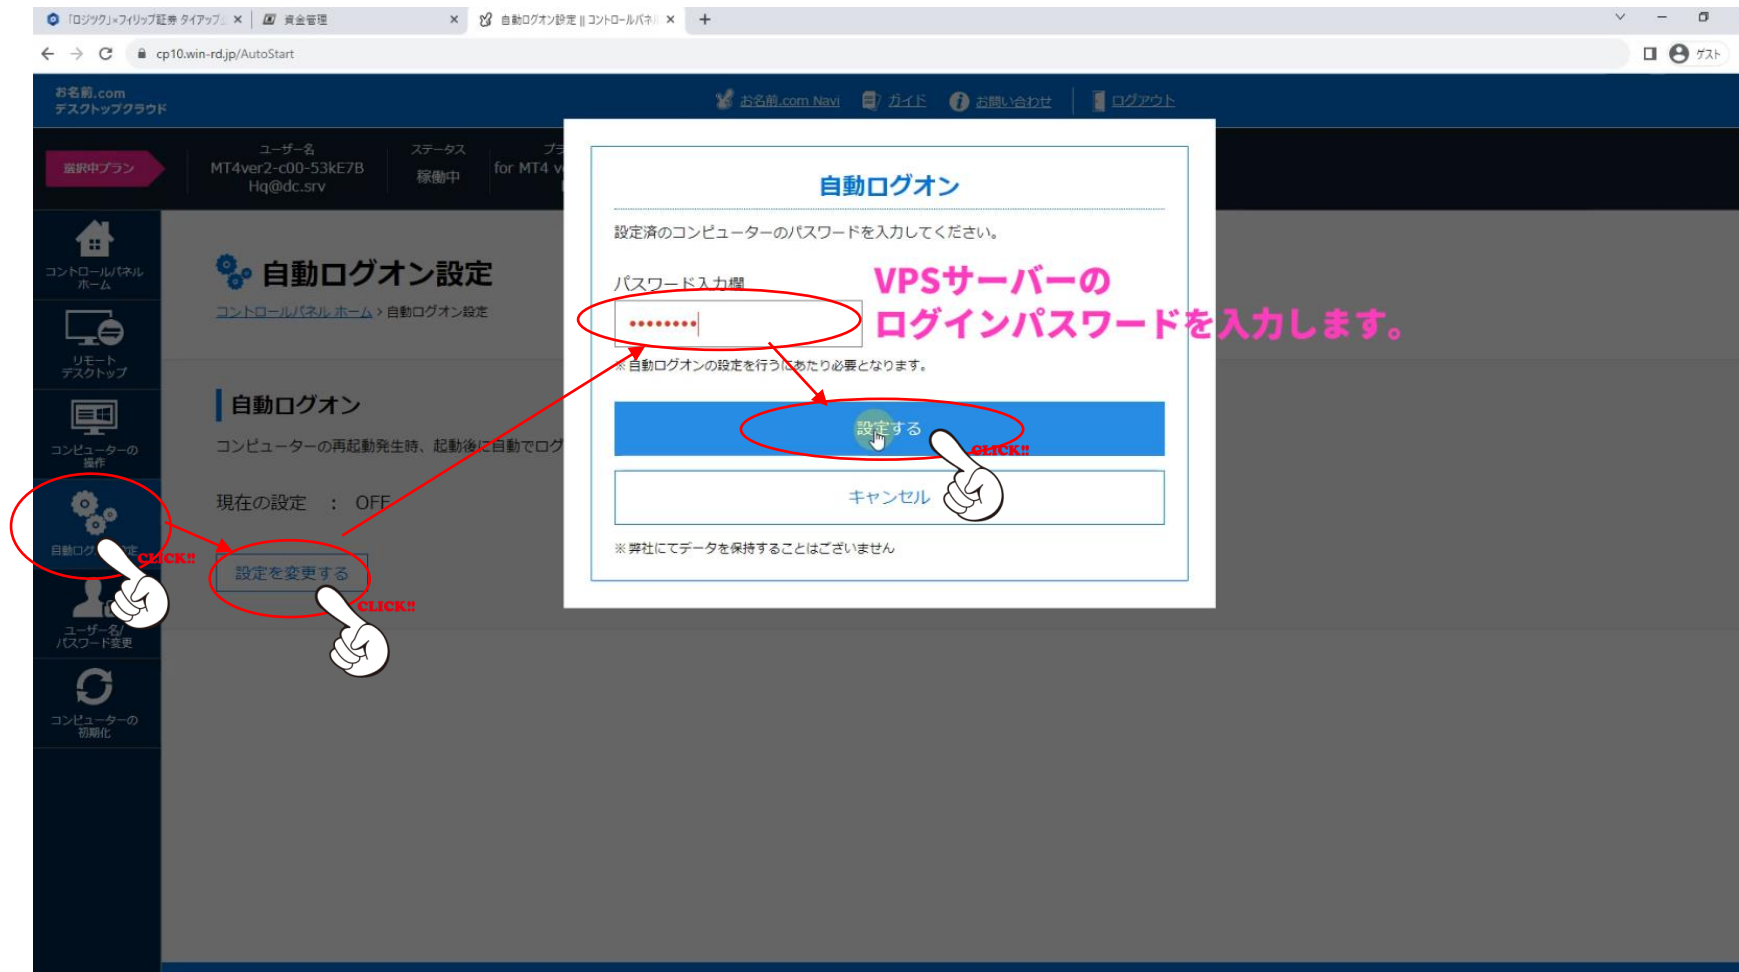 「ロジック」×フィリップ証券 タイアップ
資金管理
自動ログオン設定 || コントロールパネル
cp10.win-rd.jp/AutoStart
ゲスト
お名前.com
デスクトップクラウド
お名前.com Navi
ガイド
お問い合わせ
ログアウト
選択中プラン
ユーザー名
MT4ver2-c00-53kE7B
Hq@dc.srv
ステータス
稼働中
プラ
for MT4 v
コントロールパネル
ホーム
リモート
デスクトップ
コンピューターの
操作
自動ログ
定
CLICK!!
ユーザー名/
パスワード変更
コンピューターの
初期化
自動ログオン設定
コントロールパネル ホーム › 自動ログオン設定
自動ログオン
コンピューターの再起動発生時、起動後に自動でログ
現在の設定 : OFF
設定を変更する
CLICK!!
自動ログオン
設定済のコンピューターのパスワードを入力してください。
パスワード入力欄
VPSサーバーの
ログインパスワードを入力します。
※自動ログオンの設定を行うにあたり必要となります。
設定する
CLICK!!
キャンセル
※弊社にてデータを保持することはございません